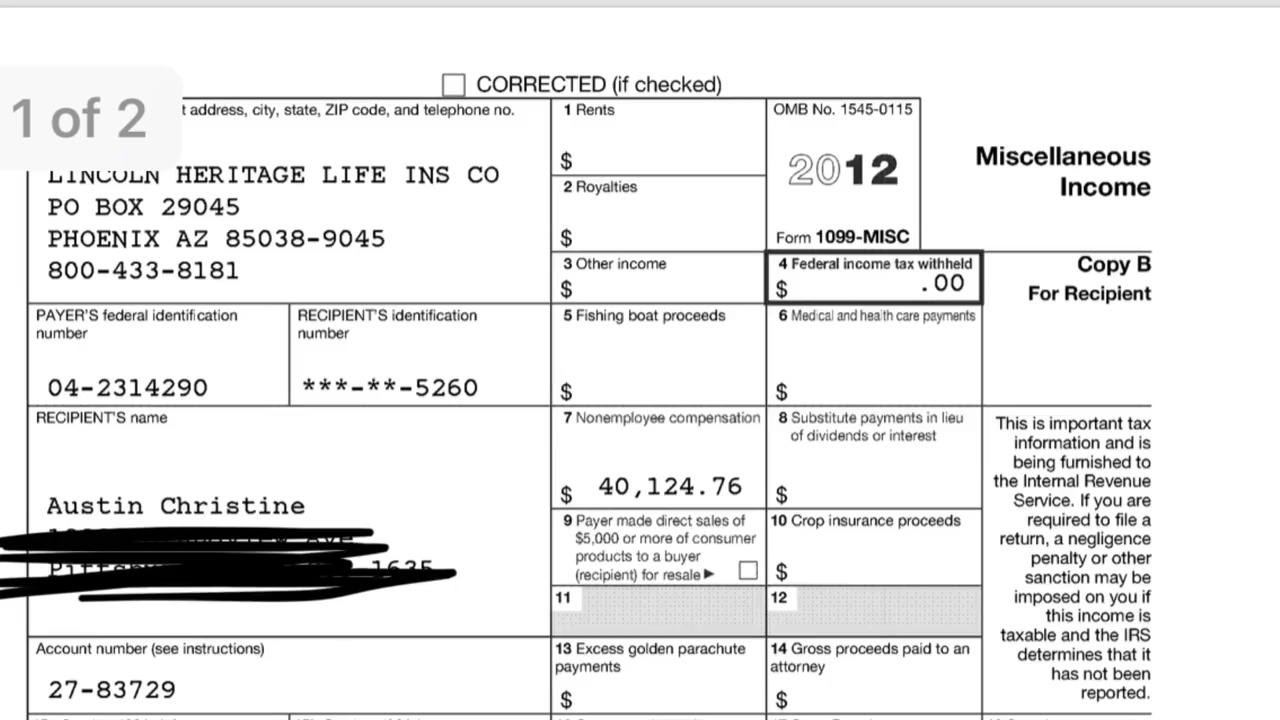 CORRECTED (if checked)
1 of 2
t address, city, state, ZIP code, and telephone no.
LINCOLN HERITAGE LIFE INS CO
PO BOX 29045
PHOENIX AZ 85038-9045
800-433-8181
1 Rents
$
2 Royalties
$
OMB No. 1545-0115
2012
Form 1099-MISC
Miscellaneous
Income
3 Other income
$
4 Federal income tax withheld
$ .00
Copy B
For Recipient
PAYER'S federal identification
number
04-2314290
RECIPIENT'S identification
number
***-**-5260
5 Fishing boat proceeds
$
6 Medical and health care payments
$
RECIPIENT'S name
Austin Christine
7 Nonemployee compensation
$ 40,124.76
8 Substitute payments in lieu
of dividends or interest
$
9 Payer made direct sales of
$5,000 or more of consumer
products to a buyer
(recipient) for resale ►
10 Crop insurance proceeds
$
11
12
This is important tax
information and is
being furnished to
the Internal Revenue
Service. If you are
required to file a
return, a negligence
penalty or other
sanction may be
imposed on you if
this income is
taxable and the IRS
determines that it
has not been
reported.
Account number (see instructions)
27-83729
13 Excess golden parachute
payments
$
14 Gross proceeds paid to an
attorney
$